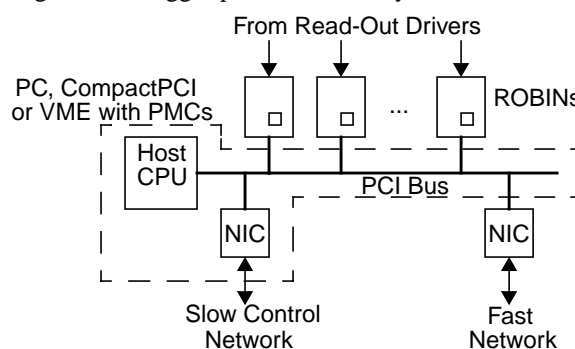 From Read-Out Drivers
PC, CompactPCI
or VME with PMCs
...
ROBINs
Host
CPU
PCI Bus
NIC
NIC
Slow Control
Network
Fast
Network